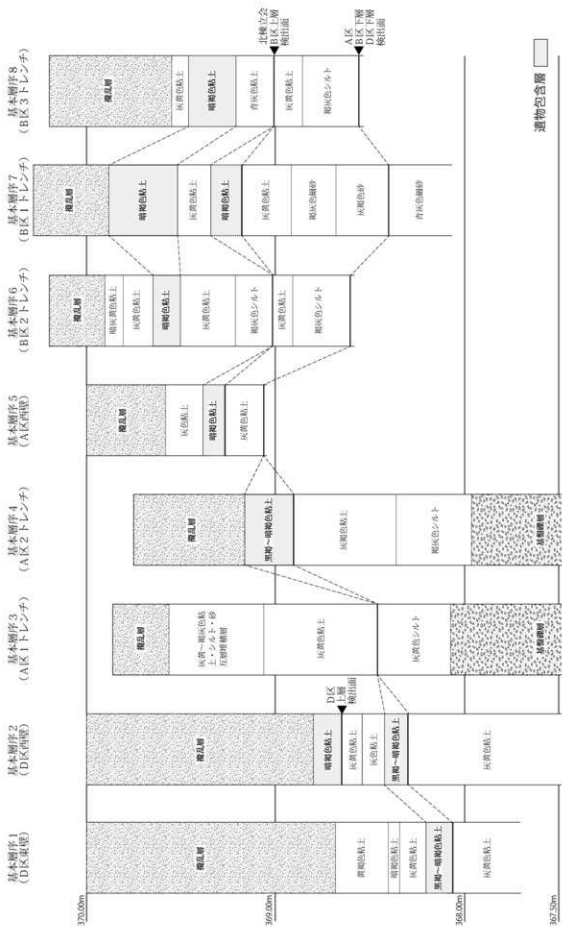 基本層序1
(D区東壁)
基本層序2
(D区西壁)
基本層序3
(A区1トレンチ)
基本層序4
(A区2トレンチ)
基本層序5
(A区西壁)
基本層序6
(B区2トレンチ)
基本層序7
(B区1トレンチ)
基本層序8
(B区3トレンチ)
370.00m
369.00m
368.00m
367.50m
攪乱層
黄褐色粘土
暗褐色粘土
灰黄色粘土
黒褐~暗褐色粘土
灰黄色粘土
攪乱層
暗褐色粘土
灰黄色粘土
灰色粘土
黒褐~暗褐色粘土
灰黄色粘土
D区
上層
検出面
攪乱層
灰黄~褐灰色粘
土・シルト・砂
互層堆積層
灰黄色粘土
灰黄色シルト
基盤礫層
攪乱層
黒褐~暗褐色粘土
灰褐色粘土
褐灰色シルト
基盤礫層
攪乱層
灰色粘土
暗褐色粘土
灰黄色粘土
攪乱層
暗灰黄色粘土
灰黄色粘土
暗褐色粘土
灰黄色粘土
褐灰色シルト
灰黄色粘土
褐灰色シルト
攪乱層
暗褐色粘土
灰黄色粘土
暗褐色粘土
灰黄色粘土
褐灰色細砂
灰褐色砂
青灰色細砂
攪乱層
灰黄色粘土
暗褐色粘土
青灰色粘土
灰黄色粘土
褐灰色シルト
北棟立会
B区上層
検出面
A区
B区下層
D区下層
検出面
遺物包含層